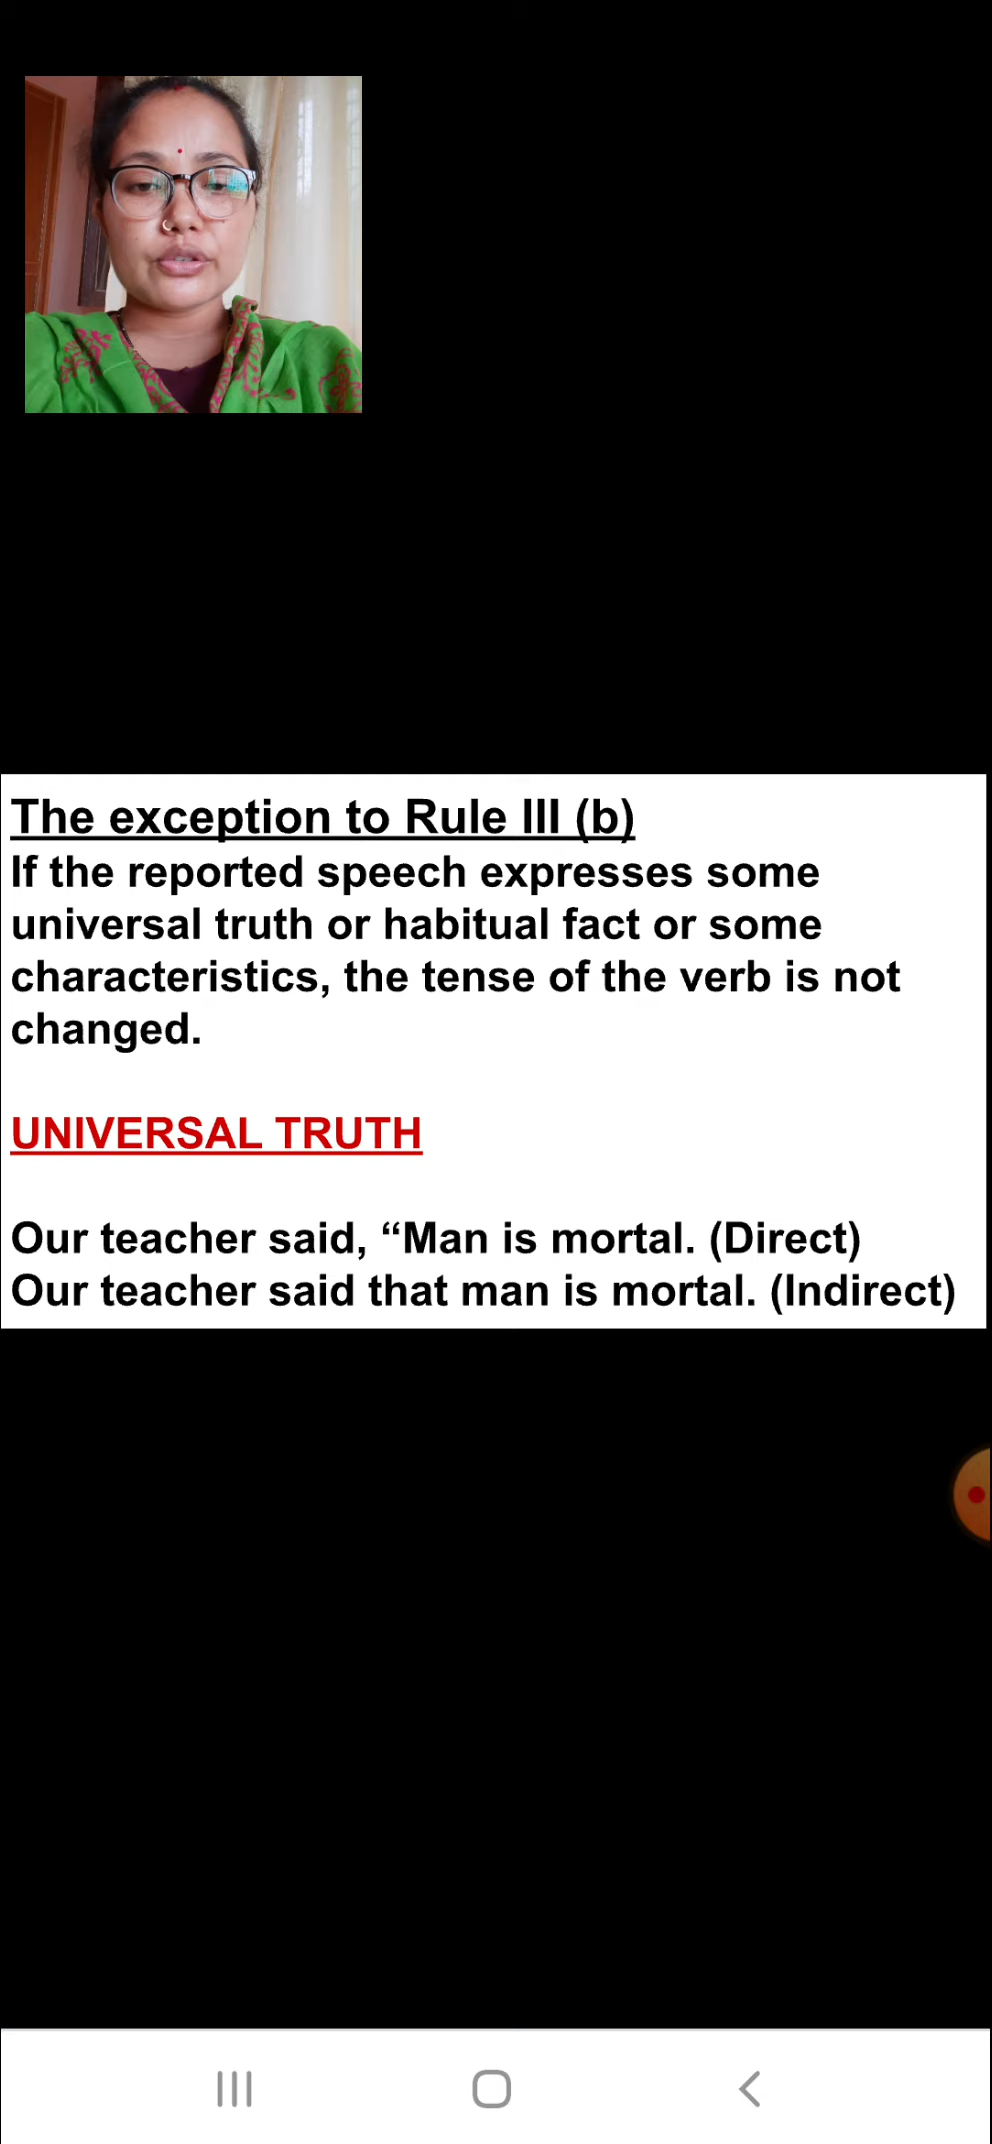 The exception to Rule III (b)
If the reported speech expresses some
universal truth or habitual fact or some
characteristics, the tense of the verb is not
changed.
UNIVERSAL TRUTH
Our teacher said, “Man is mortal. (Direct)
Our teacher said that man is mortal. (Indirect)